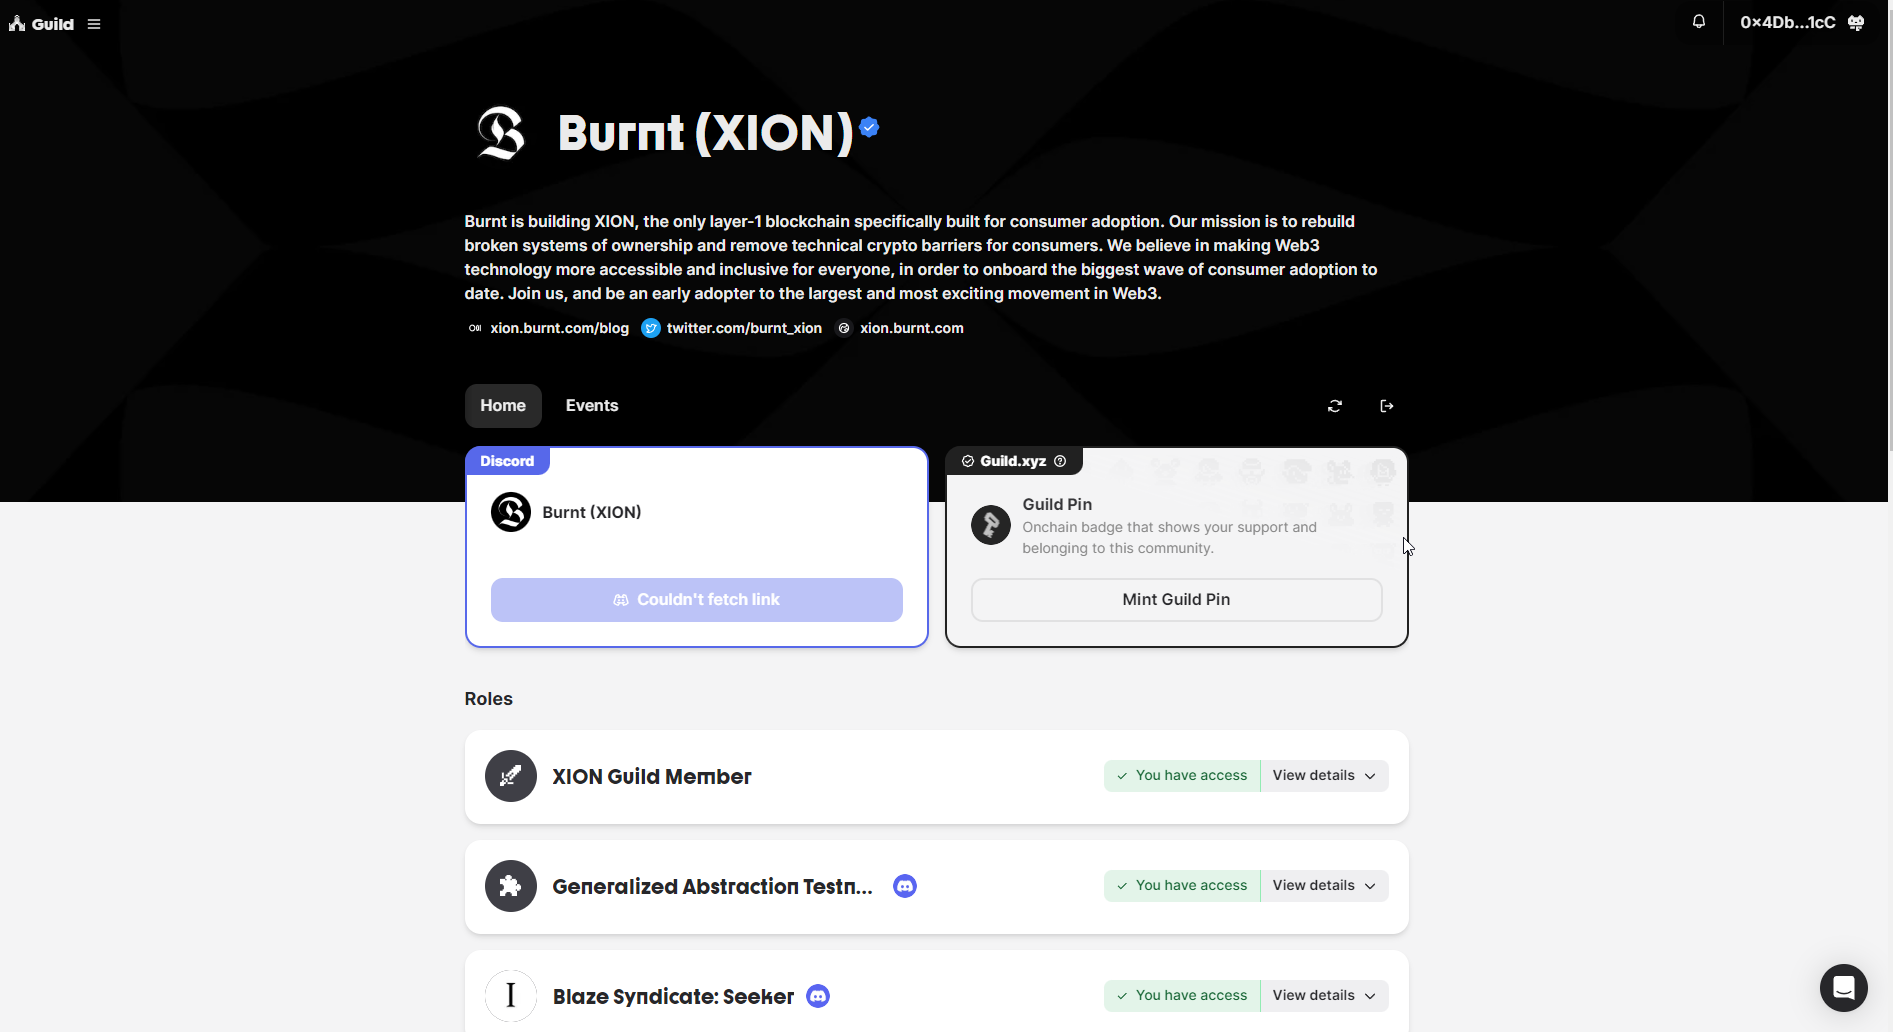 Guild
0x4Db...1cC
Burnt (XION)
Burnt is building XION, the only layer-1 blockchain specifically built for consumer adoption. Our mission is to rebuild
broken systems of ownership and remove technical crypto barriers for consumers. We believe in making Web3
technology more accessible and inclusive for everyone, in order to onboard the biggest wave of consumer adoption to
date. Join us, and be an early adopter to the largest and most exciting movement in Web3.
xion.burnt.com/blog twitter.com/burnt_xion xion.burnt.com
Home Events
Discord
Burnt (XION)
Couldn't fetch link
Guild.xyz
Guild Pin
Onchain badge that shows your support and
belonging to this community.
Mint Guild Pin
Roles
XION Guild Member
You have access View details
Generalized Abstraction Testn...
You have access View details
I
Blaze Syndicate: Seeker
You have access View details